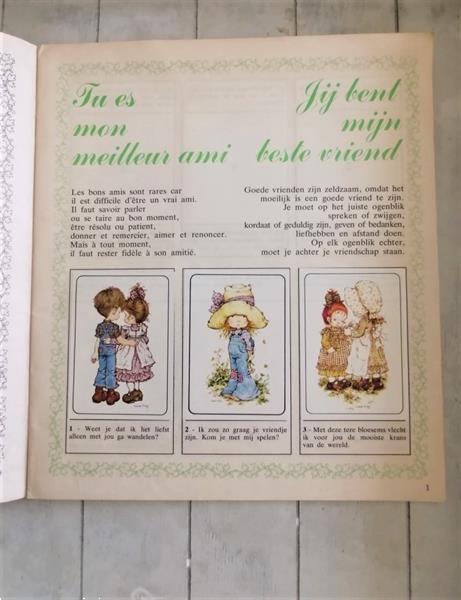 Tu es
mon
meilleur ami
Les bons amis sont rares car
il est difficile d'être un vrai ami.
Il faut savoir parler
ou se taire au bon moment,
être résolu ou patient,
donner et remercier, aimer et renoncer.
Mais à tout moment,
il faut rester fidèle à son amitié.
Jij bent
mijn
beste vriend
Goede vrienden zijn zeldzaam, omdat het
moeilijk is een goede vriend te zijn.
Je moet op het juiste ogenblik
spreken of zwijgen,
kordaat of geduldig zijn, geven of bedanken,
liefhebben en afstand doen.
Op elk ogenblik echter,
moet je achter je vriendschap staan.
1 - Weet je dat ik het liefst
alleen met jou ga wandelen?
2 - Ik zou zo graag je vriendje
zijn. Kom je met mij spelen?
3 - Met deze tere bloesems vlecht
ik voor jou de mooiste krans
van de wereld.
1